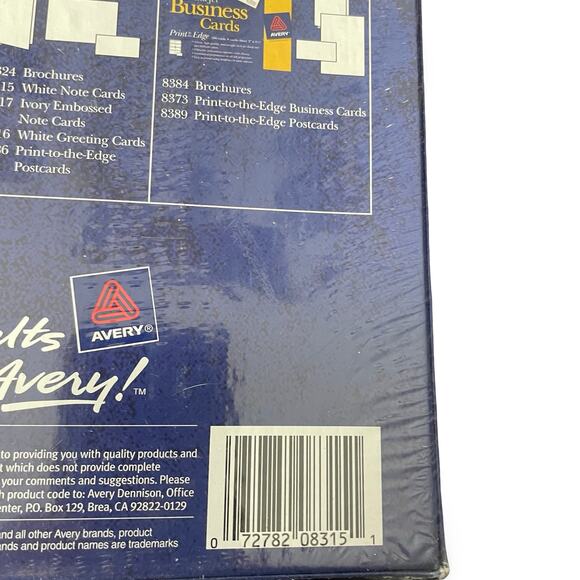 Business
Cards
Print to the Edge
AVERY
324 Brochures
15 White Note Cards
17 Ivory Embossed
Note Cards
16 White Greeting Cards
36 Print-to-the-Edge
Postcards
8384 Brochures
8373 Print-to-the-Edge Business Cards
8389 Print-to-the-Edge Postcards
AVERY®
ults
Avery!™
to providing you with quality products and
t which does not provide complete
your comments and suggestions. Please
h product code to: Avery Dennison, Office
enter, P.O. Box 129, Brea, CA 92822-0129
and all other Avery brands, product
ands and product names are trademarks
0 72782 08315 1